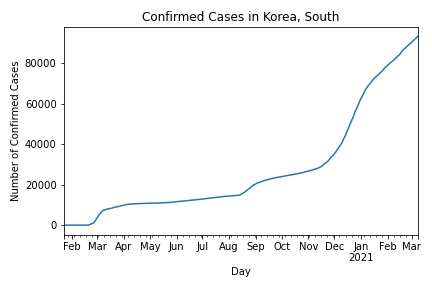 Confirmed Cases in Korea, South
Number of Confirmed Cases
80000
60000
40000
20000
0
Feb Mar Apr May Jun Jul Aug Sep Oct Nov Dec Jan Feb Mar
2021
Day